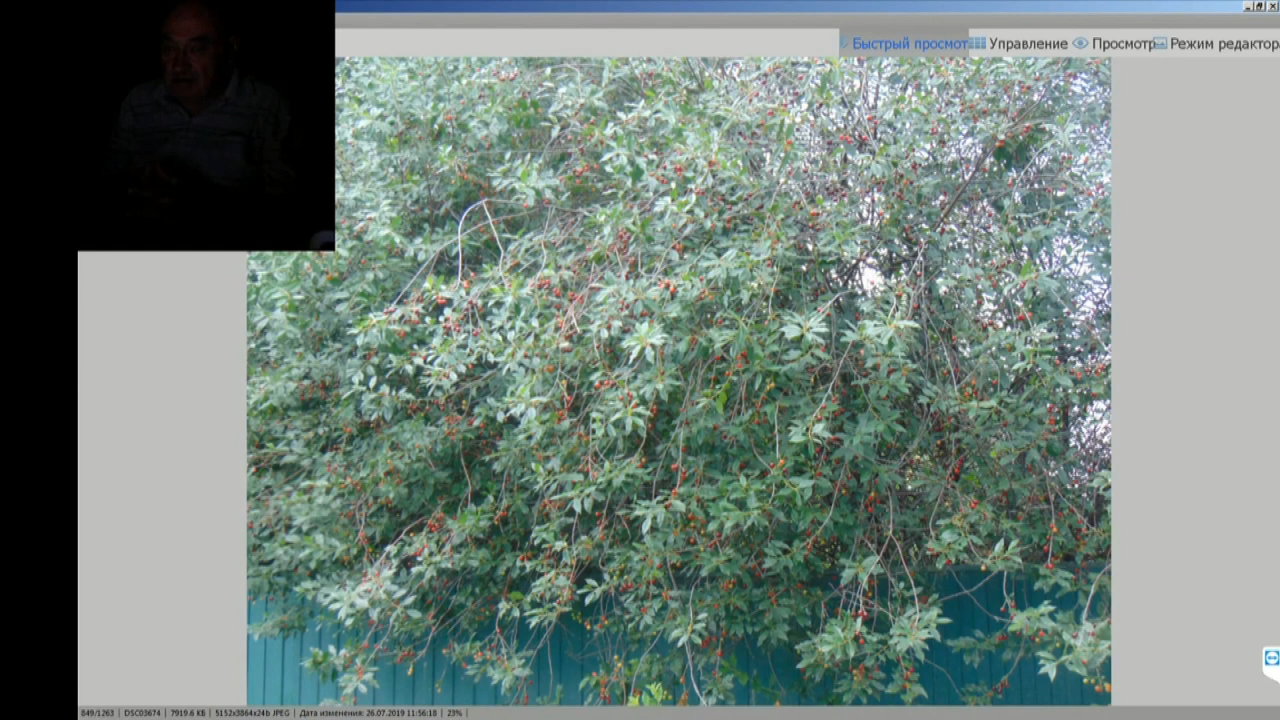 Быстрый просмот Управление Просмотр Режим редактор
849/1263 | DSC03674 | 7919.6 КБ | 5152x3864x24b JPEG | Дата изменения: 26.07.2019 11:56:18 | 23% |